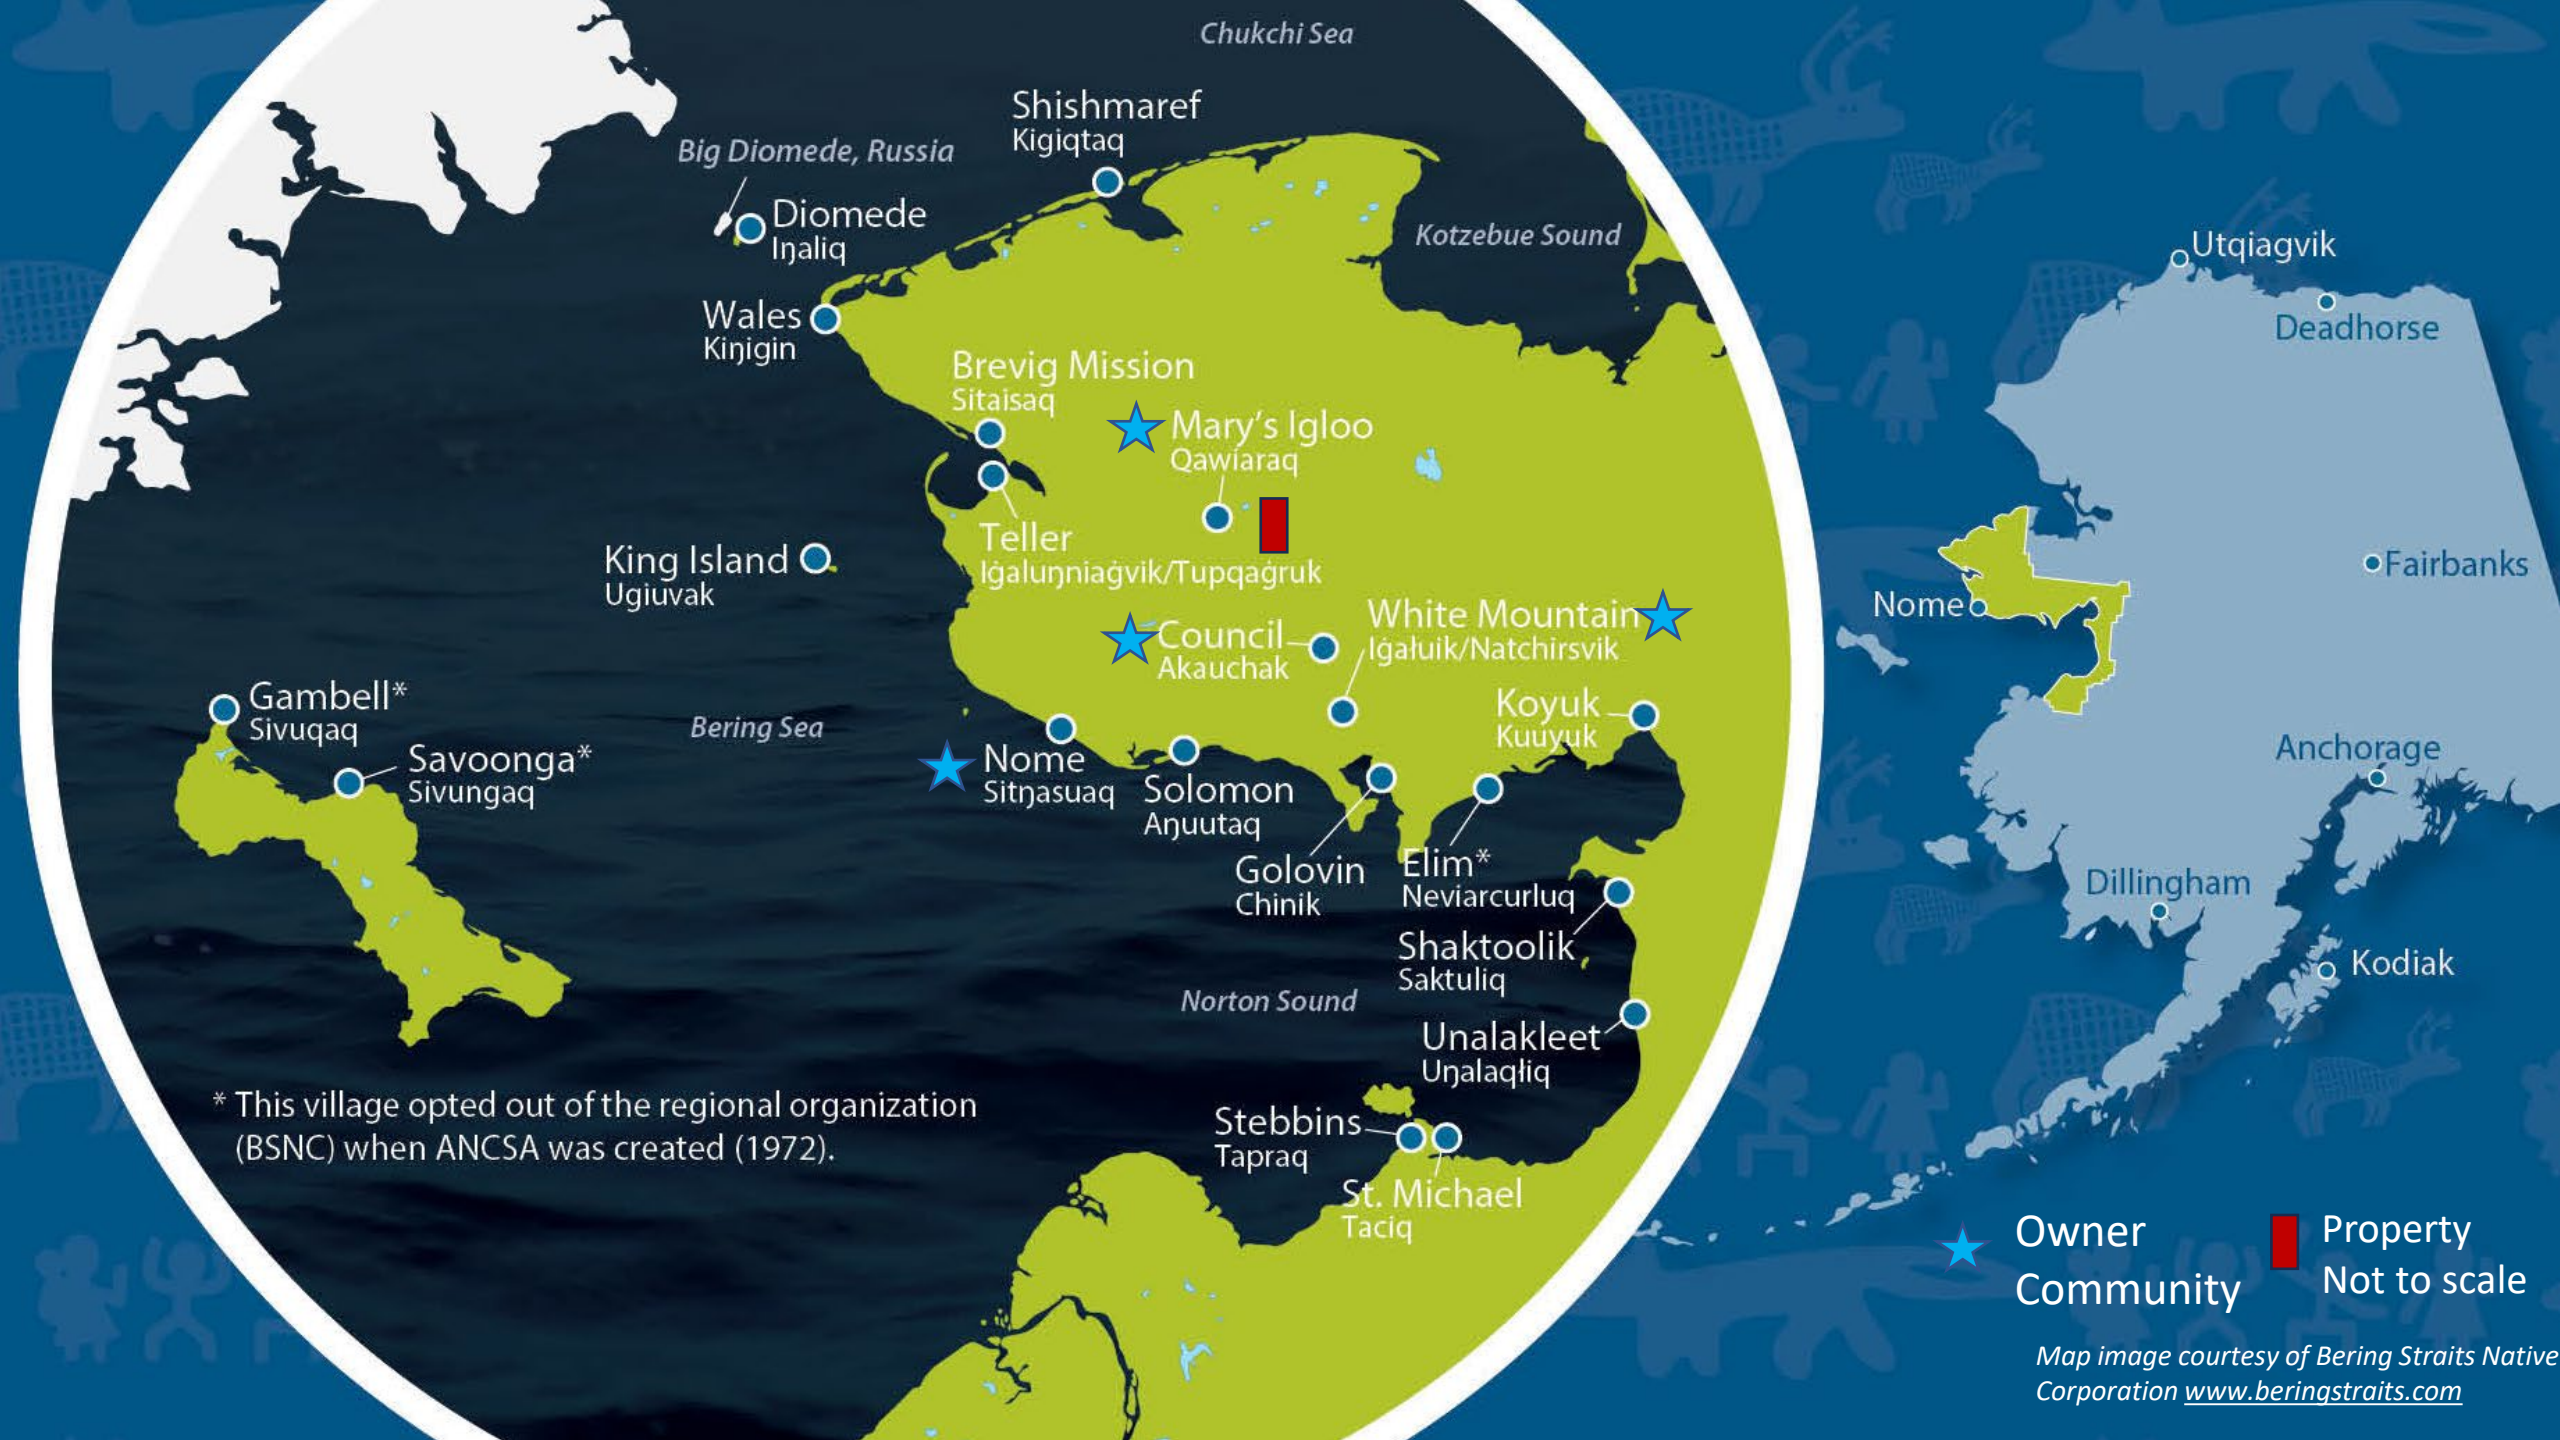 Chukchi Sea
Shishmaref
Kigiqtaq
Big Diomede, Russia
Diomede
Iŋaliq
Kotzebue Sound
Wales
Kiŋigin
Brevig Mission
Sitaisaq
Mary's Igloo
Qawiaraq
Teller
Iġaluŋniaġvik/Tupqaġruk
King Island
Ugiuvak
White Mountain
Iġałuik/Natchirsvik
Council
Akauchak
Gambell*
Sivuqaq
Savoonga*
Sivungaq
Bering Sea
Koyuk
Kuuyuk
Nome
Sitŋasuaq
Solomon
Aŋuutaq
Golovin
Chinik
Elim*
Neviarcurluq
Shaktoolik
Saktuliq
Norton Sound
Unalakleet
Uŋalaqłiq
* This village opted out of the regional organization
(BSNC) when ANCSA was created (1972).
Stebbins
Tapraq
St. Michael
Taciq
Utqiagvik
Deadhorse
Fairbanks
Nome
Anchorage
Dillingham
Kodiak
Owner
Community
Property
Not to scale
Map image courtesy of Bering Straits Native
Corporation www.beringstraits.com